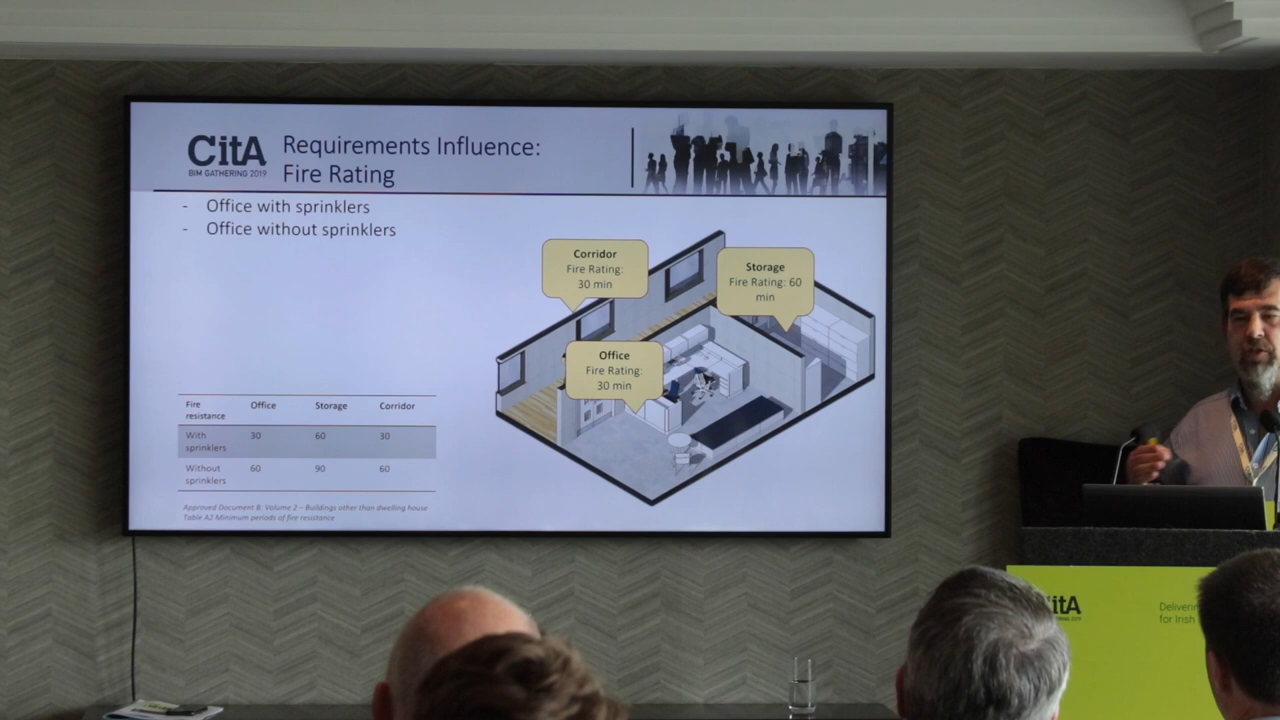 CitA
BIM GATHERING 2019
Requirements Influence:
Fire Rating
- Office with sprinklers
- Office without sprinklers
Corridor
Fire Rating:
30 min
Storage
Fire Rating: 60
min
Office
Fire Rating:
30 min
Fire resistance Office Storage Corridor
With sprinklers 30 60 30
Without sprinklers 60 90 60
Approved Document B: Volume 2 – Buildings other than dwelling house
Table A2 Minimum periods of fire resistance
itA
2019
for Irish